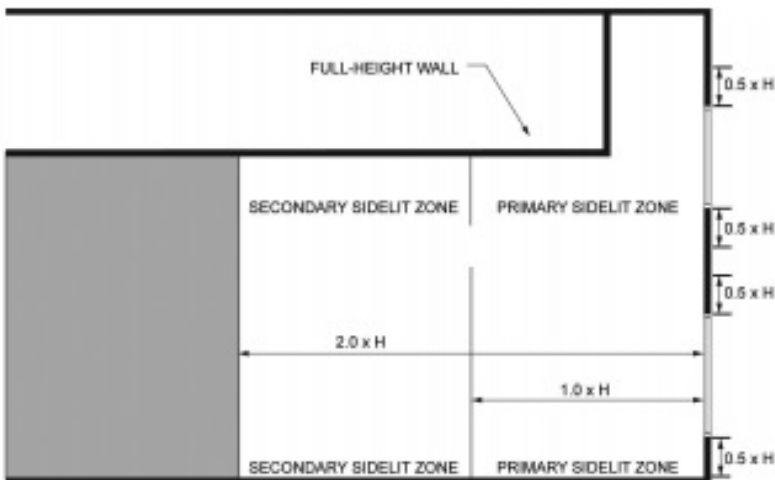 FULL-HEIGHT WALL
0.5 x H
SECONDARY SIDELIT ZONE
PRIMARY SIDELIT ZONE
0.5 x H
0.5 x H
2.0 x H
1.0 x H
0.5 x H
SECONDARY SIDELIT ZONE
PRIMARY SIDELIT ZONE